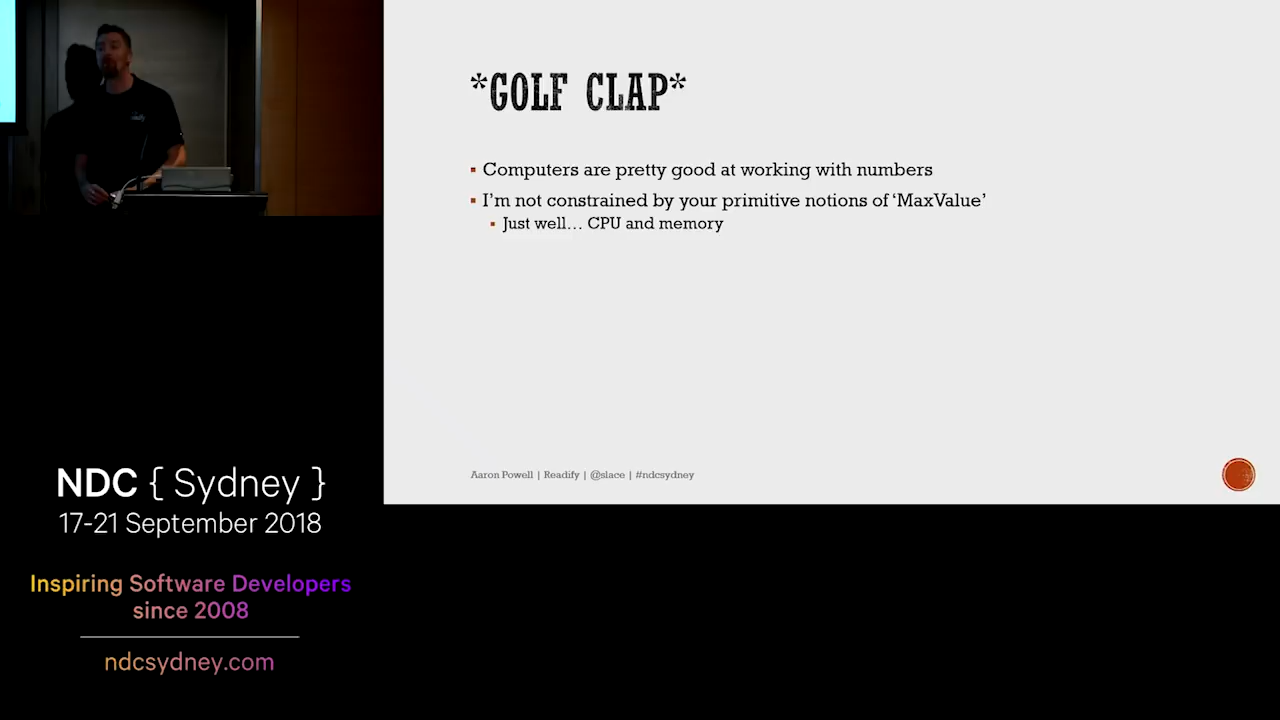 *GOLF CLAP*
Computers are pretty good at working with numbers
I'm not constrained by your primitive notions of 'MaxValue'
Just well... CPU and memory
Aaron Powell | Readify | @slace | #ndcsydney
NDC { Sydney }
17-21 September 2018
Inspiring Software Developers
since 2008
ndcsydney.com